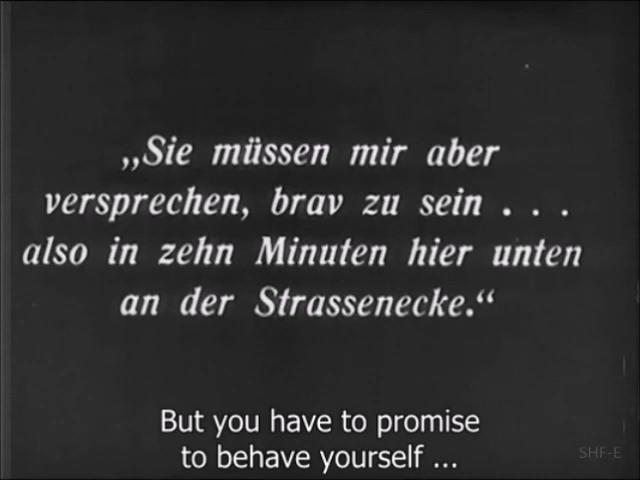 „Sie müssen mir aber
versprechen, brav zu sein . . .
also in zehn Minuten hier unten
an der Strassenecke.“
But you have to promise
to behave yourself ...
SHF-E